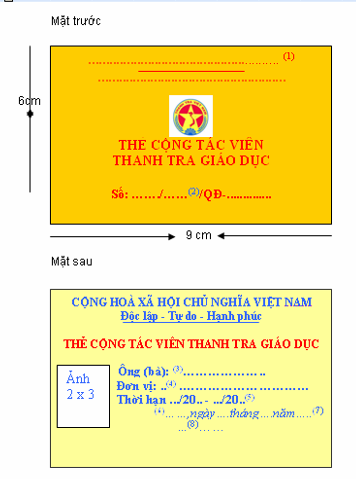 Mặt trước
............................................................ (1)
............................................................
6cm
THẺ CỘNG TÁC VIÊN
THANH TRA GIÁO DỤC
Số: ……./……(2)/QĐ-..............
9 cm
Mặt sau
CỘNG HOÀ XÃ HỘI CHỦ NGHĨA VIỆT NAM
Độc lập - Tự do - Hạnh phúc
THẺ CỘNG TÁC VIÊN THANH TRA GIÁO DỤC
Ảnh
2 x 3
Ông (bà): (3)……………….. ..
Đơn vị: ..(4)…………………………
Thời hạn .../20.. - .../20..(5)
(6)……,ngày ….tháng ….năm…..(7)
…(8)……